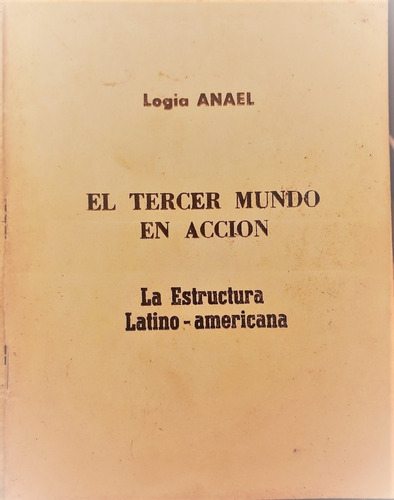 Logia ANAEL
EL TERCER MUNDO
EN ACCION
La Estructura
Latino-americana